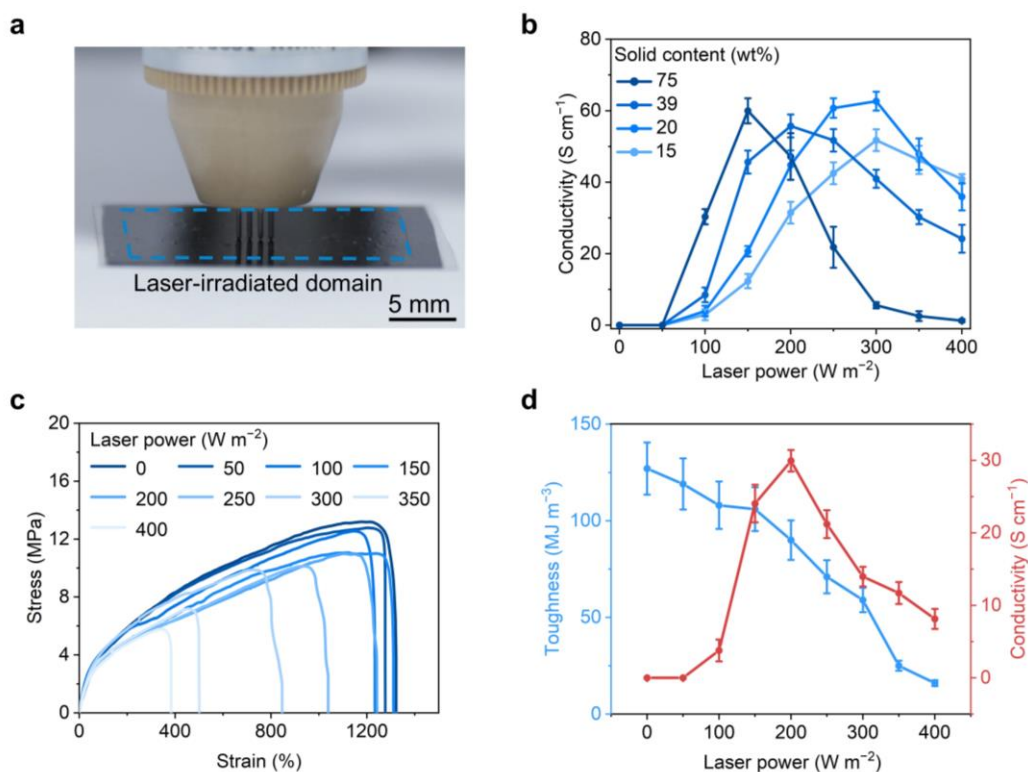 a
Laser-irradiated domain
5 mm
b
Solid content (wt%)
75
39
20
15
Conductivity (S cm⁻¹)
80
60
40
20
0
0 100 200 300 400
Laser power (W m⁻²)
c
Laser power (W m⁻²)
0 50 100 150
200 250 300 350
400
Stress (MPa)
20
16
12
8
4
0
0 400 800 1200
Strain (%)
d
Toughness (MJ m⁻³)
150
100
50
0
Conductivity (S cm⁻¹)
30
20
10
0
0 100 200 300 400
Laser power (W m⁻²)